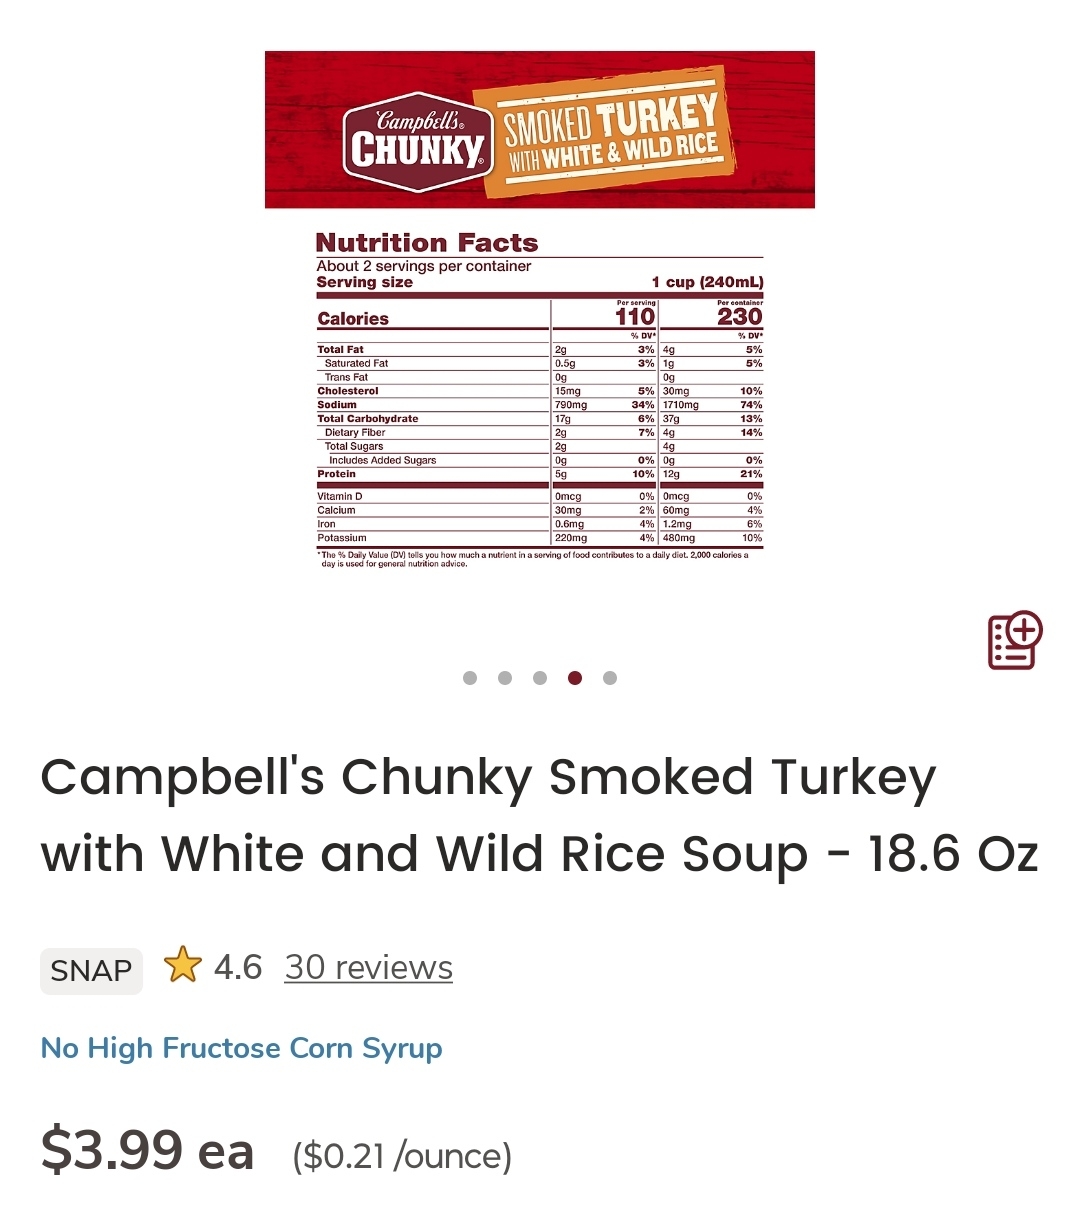 Campbell's®
CHUNKY®
SMOKED TURKEY
WITH WHITE & WILD RICE
Nutrition Facts
About 2 servings per container
Serving size 1 cup (240mL)
Per serving Per container
Calories 110 230
% DV* % DV*
Total Fat 2g 3% 4g 5%
Saturated Fat 0.5g 3% 1g 5%
Trans Fat 0g 0g
Cholesterol 15mg 5% 30mg 10%
Sodium 790mg 34% 1710mg 74%
Total Carbohydrate 17g 6% 37g 13%
Dietary Fiber 2g 7% 4g 14%
Total Sugars 2g 4g
Includes Added Sugars 0g 0% 0g 0%
Protein 5g 10% 12g 21%
Vitamin D 0mcg 0% 0mcg 0%
Calcium 30mg 2% 60mg 4%
Iron 0.6mg 4% 1.2mg 6%
Potassium 220mg 4% 480mg 10%
*The % Daily Value (DV) tells you how much a nutrient in a serving of food contributes to a daily diet. 2,000 calories a
day is used for general nutrition advice.
Campbell's Chunky Smoked Turkey
with White and Wild Rice Soup - 18.6 Oz
SNAP 4.6 30 reviews
No High Fructose Corn Syrup
$3.99 ea ($0.21 /ounce)